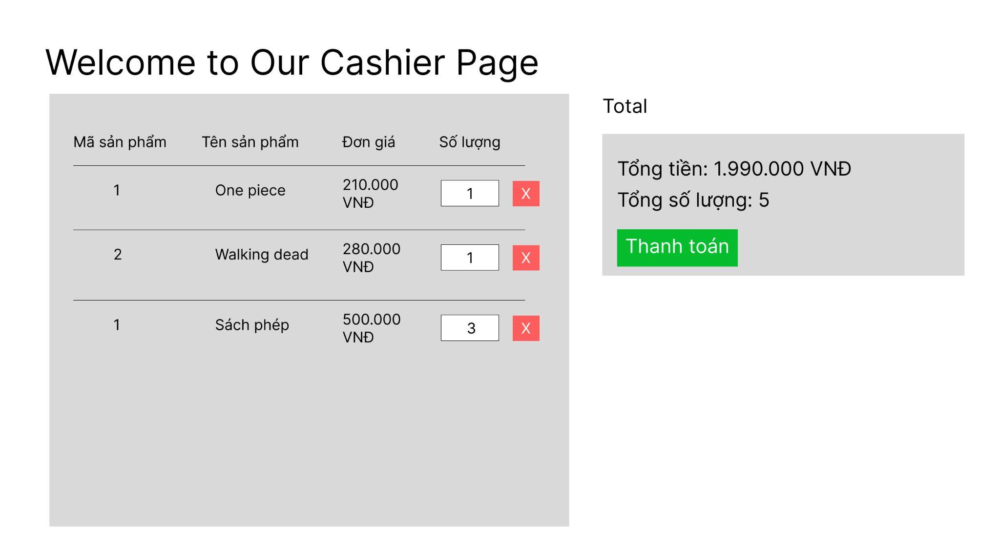 Welcome to Our Cashier Page
Mã sản phẩm Tên sản phẩm Đơn giá Số lượng
1 One piece 210.000 VNĐ 1 X
2 Walking dead 280.000 VNĐ 1 X
1 Sách phép 500.000 VNĐ 3 X
Total
Tổng tiền: 1.990.000 VNĐ
Tổng số lượng: 5
Thanh toán